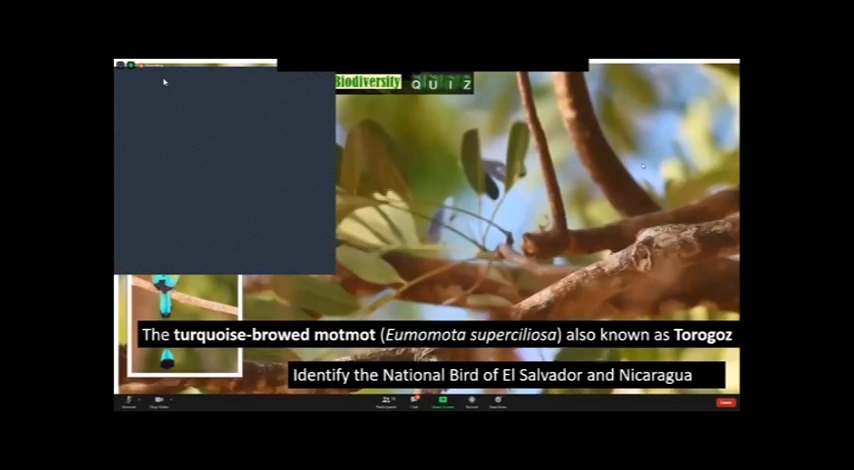 Biodiversity QUIZ
The turquoise-browed motmot (Eumomota superciliosa) also known as Torogoz
Identify the National Bird of El Salvador and Nicaragua